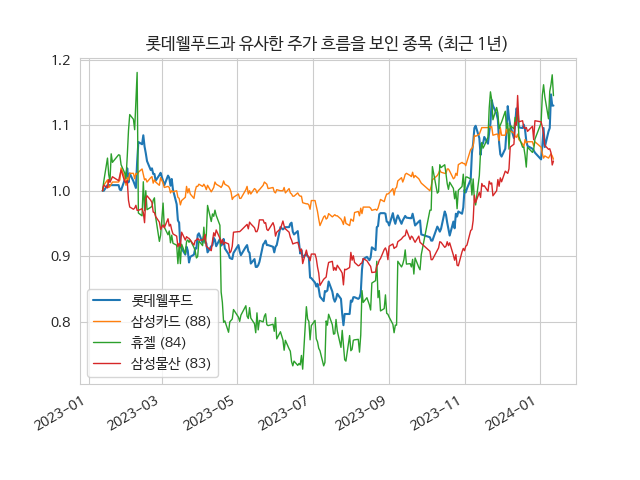 롯데웰푸드과 유사한 주가 흐름을 보인 종목 (최근 1년)
1.2
1.1
1.0
0.9
0.8
롯데웰푸드
삼성카드 (88)
휴젤 (84)
삼성물산 (83)
2023-01
2023-03
2023-05
2023-07
2023-09
2023-11
2024-01